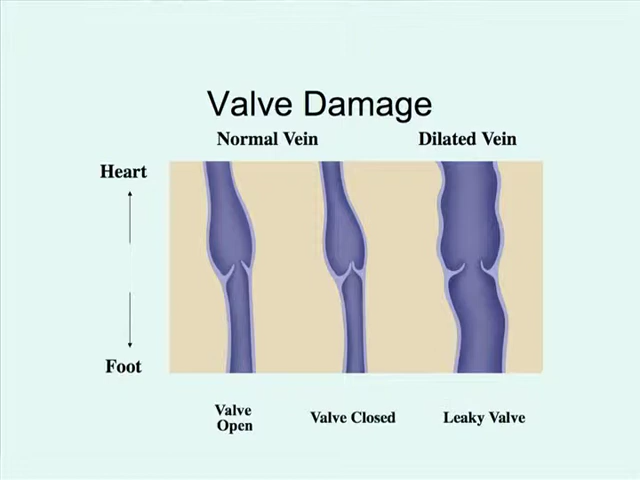 Valve Damage
Normal Vein
Dilated Vein
Heart
Foot
Valve
Open
Valve Closed
Leaky Valve